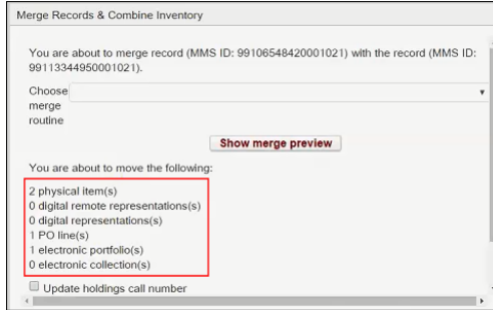 Merge Records & Combine Inventory
You are about to merge record (MMS ID: 99106548420001021) with the record (MMS ID:
99113344950001021).
Choose
merge
routine
Show merge preview
You are about to move the following:
2 physical item(s)
0 digital remote representations(s)
0 digital representations(s)
1 PO line(s)
1 electronic portfolio(s)
0 electronic collection(s)
Update holdings call number